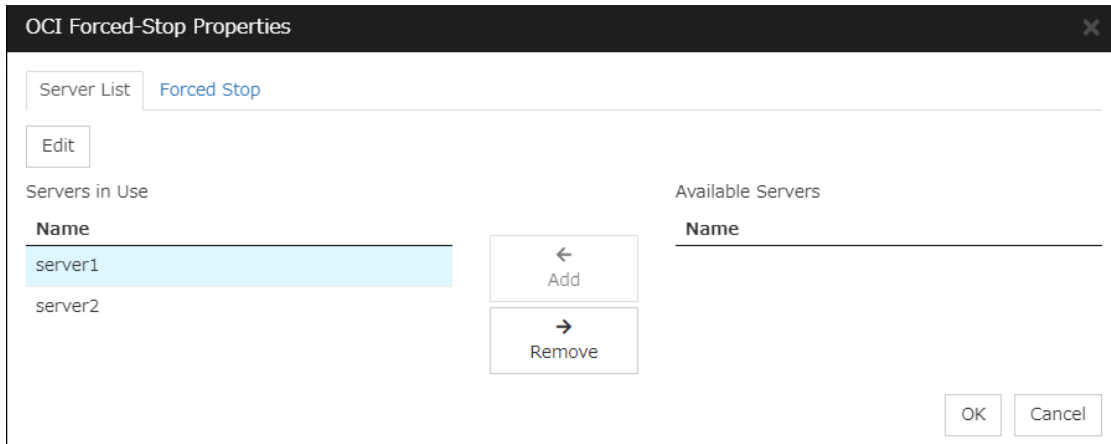 OCI Forced-Stop Properties
Server List Forced Stop
Edit
Servers in Use
Name
server1
server2
Add
Remove
Available Servers
Name
OK Cancel